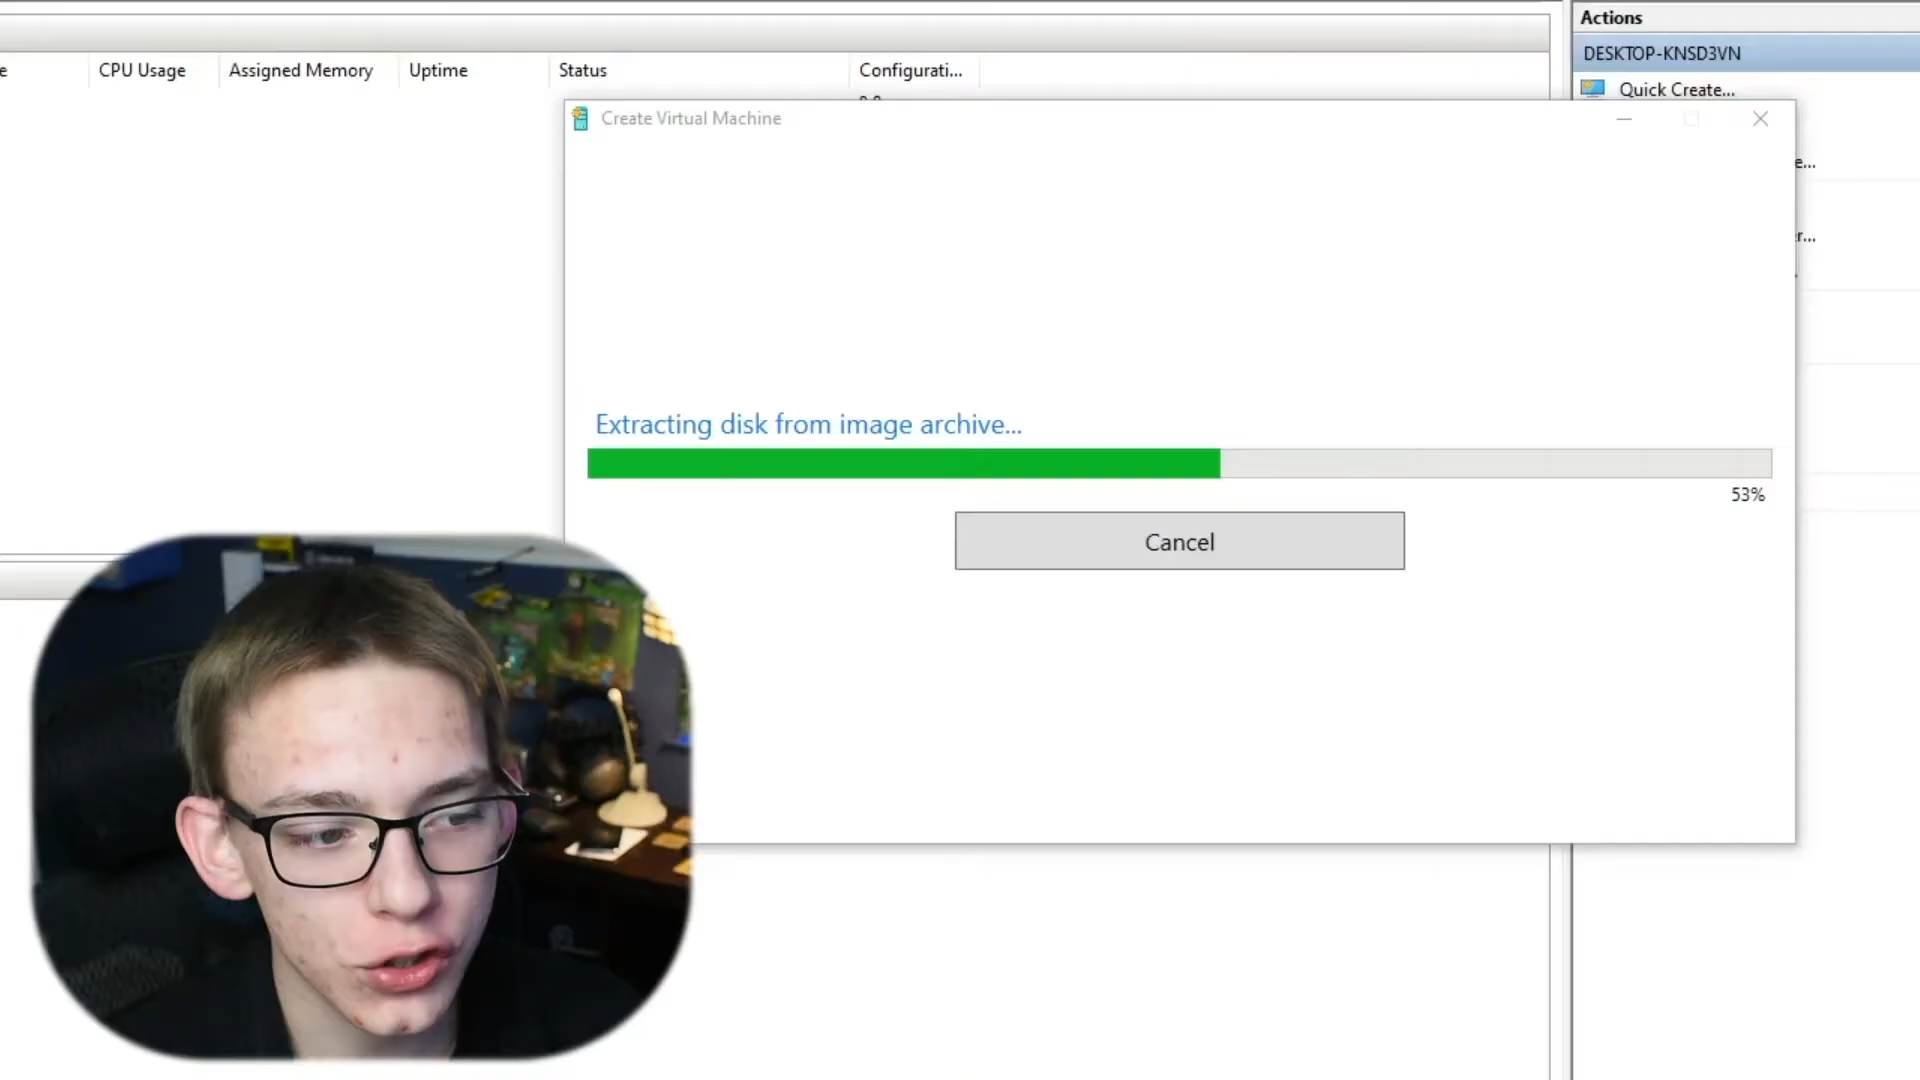 Actions
e
CPU Usage
Assigned Memory
Uptime
Status
Configurati...
DESKTOP-KNSD3VN
Quick Create...
Create Virtual Machine
e...
r...
Extracting disk from image archive...
53%
Cancel